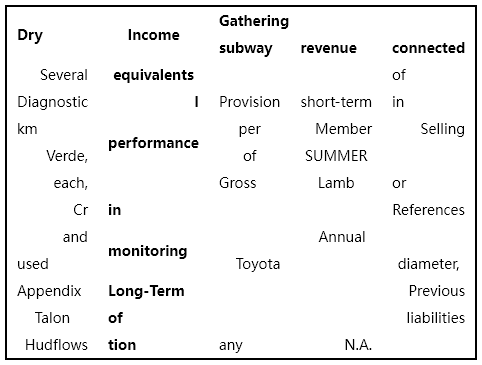 Gathering
Dry Income
subway revenue connected
Several equivalents of
Diagnostic l Provision short-term in
km per Member Selling
performance
Verde, of SUMMER
each, Gross Lamb or
Cr in References
and Annual
monitoring
used Toyota diameter,
Appendix Long-Term Previous
Talon of liabilities
Hudflows tion any N.A.